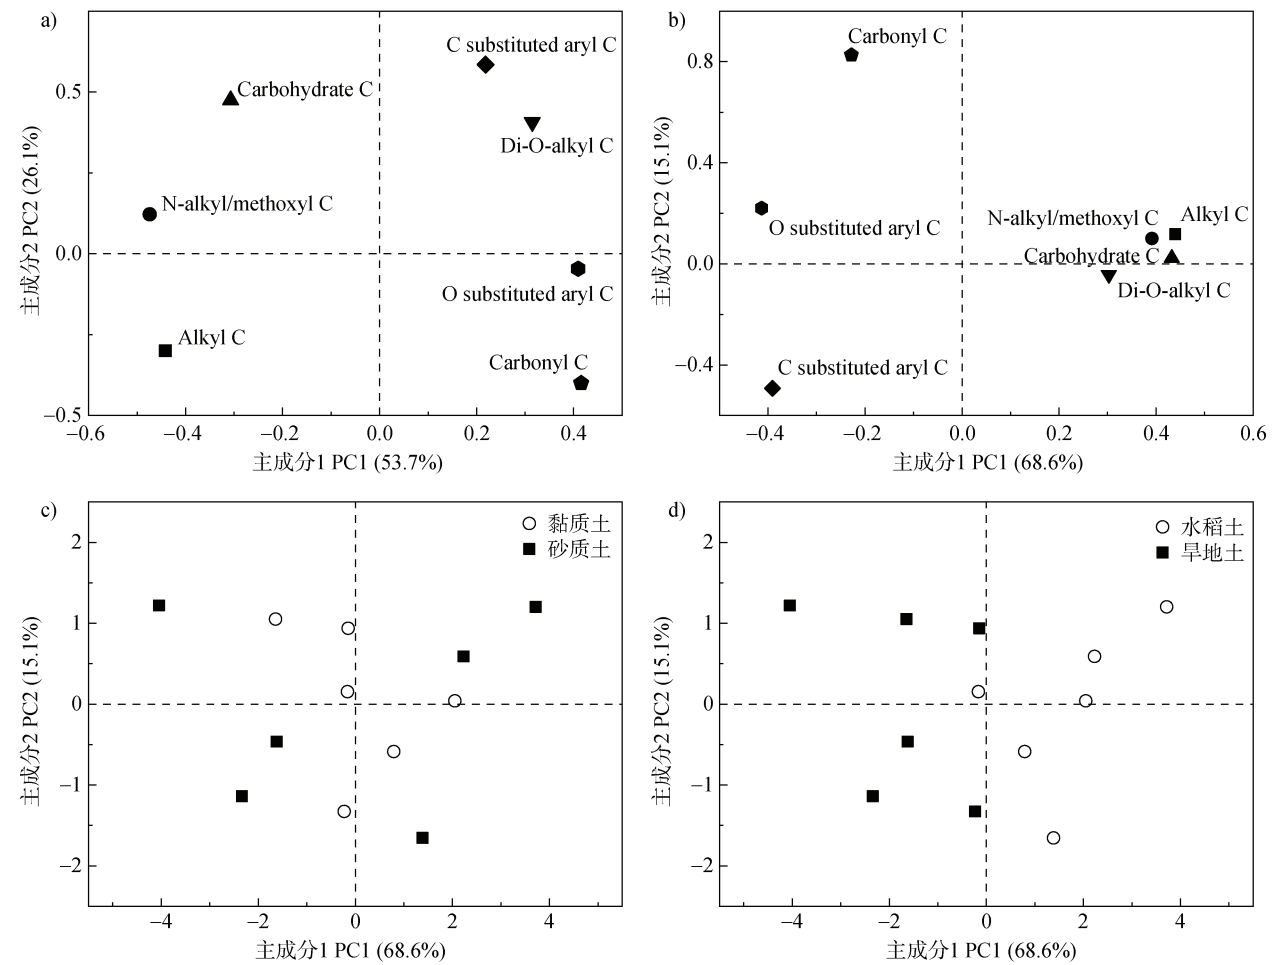 a)
C substituted aryl C
Carbohydrate C
Di-O-alkyl C
N-alkyl/methoxyl C
O substituted aryl C
Alkyl C
Carbonyl C
0.5
0.0
−0.5
−0.6
−0.4
−0.2
0.0
0.2
0.4
主成分2 PC2 (26.1%)
主成分1 PC1 (53.7%)
b)
Carbonyl C
O substituted aryl C
N-alkyl/methoxyl C
Alkyl C
Carbohydrate C
Di-O-alkyl C
C substituted aryl C
0.8
0.4
0.0
−0.4
−0.4
−0.2
0.0
0.2
0.4
0.6
主成分2 PC2 (15.1%)
主成分1 PC1 (68.6%)
c)
黏质土
砂质土
2
1
0
−1
−2
−4
−2
0
2
4
主成分2 PC2 (15.1%)
主成分1 PC1 (68.6%)
d)
水稻土
旱地土
2
1
0
−1
−2
−4
−2
0
2
4
主成分2 PC2 (15.1%)
主成分1 PC1 (68.6%)